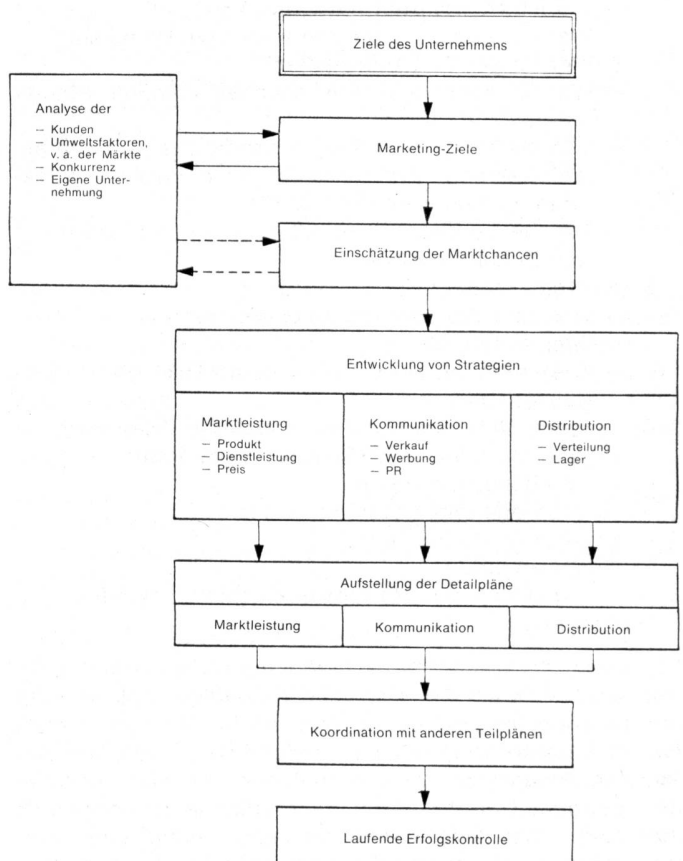 Ziele des Unternehmens
Analyse der
– Kunden
– Umweltsfaktoren,
v. a. der Märkte
– Konkurrenz
– Eigene Unter-
nehmung
Marketing-Ziele
Einschätzung der Marktchancen
Entwicklung von Strategien
Marktleistung
– Produkt
– Dienstleistung
– Preis
Kommunikation
– Verkauf
– Werbung
– PR
Distribution
– Verteilung
– Lager
Aufstellung der Detailpläne
Marktleistung
Kommunikation
Distribution
Koordination mit anderen Teilplänen
Laufende Erfolgskontrolle